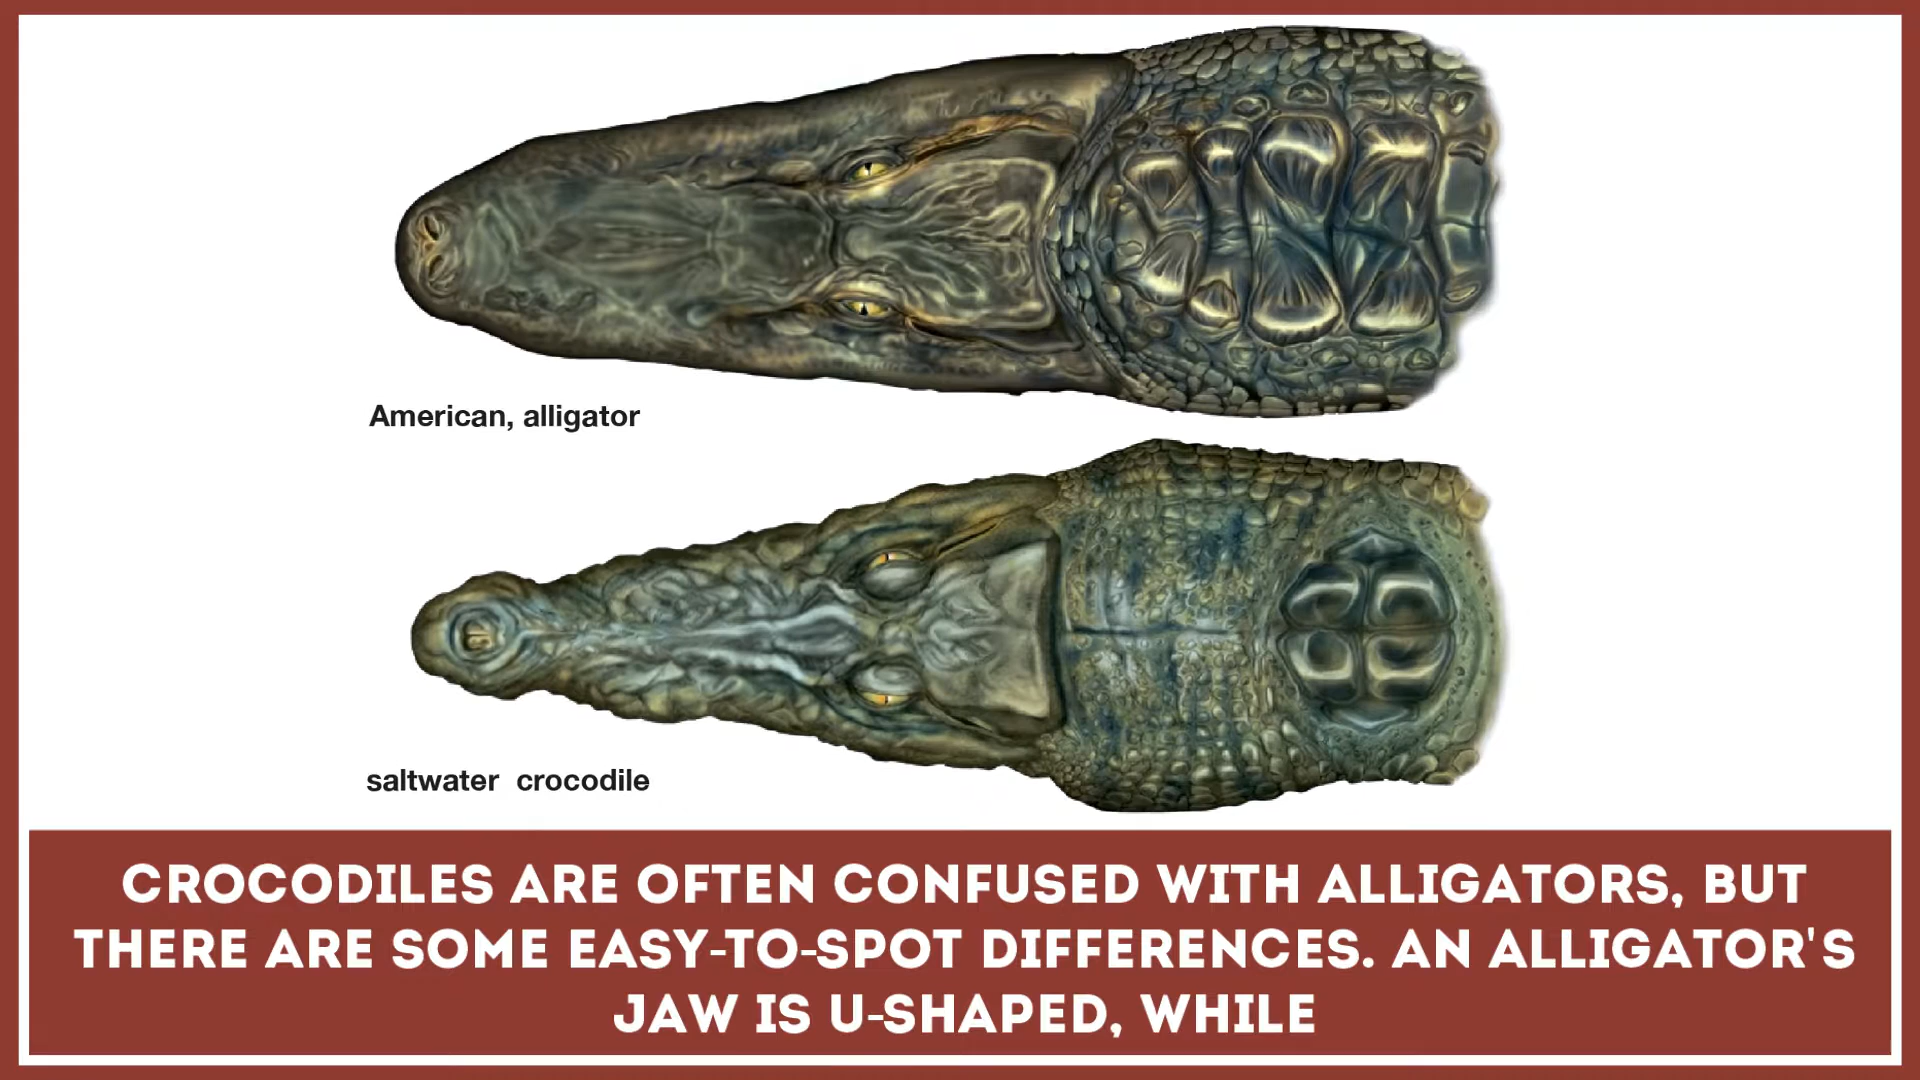 American, alligator
saltwater crocodile
CROCODILES ARE OFTEN CONFUSED WITH ALLIGATORS, BUT
THERE ARE SOME EASY-TO-SPOT DIFFERENCES. AN ALLIGATOR'S
JAW IS U-SHAPED, WHILE